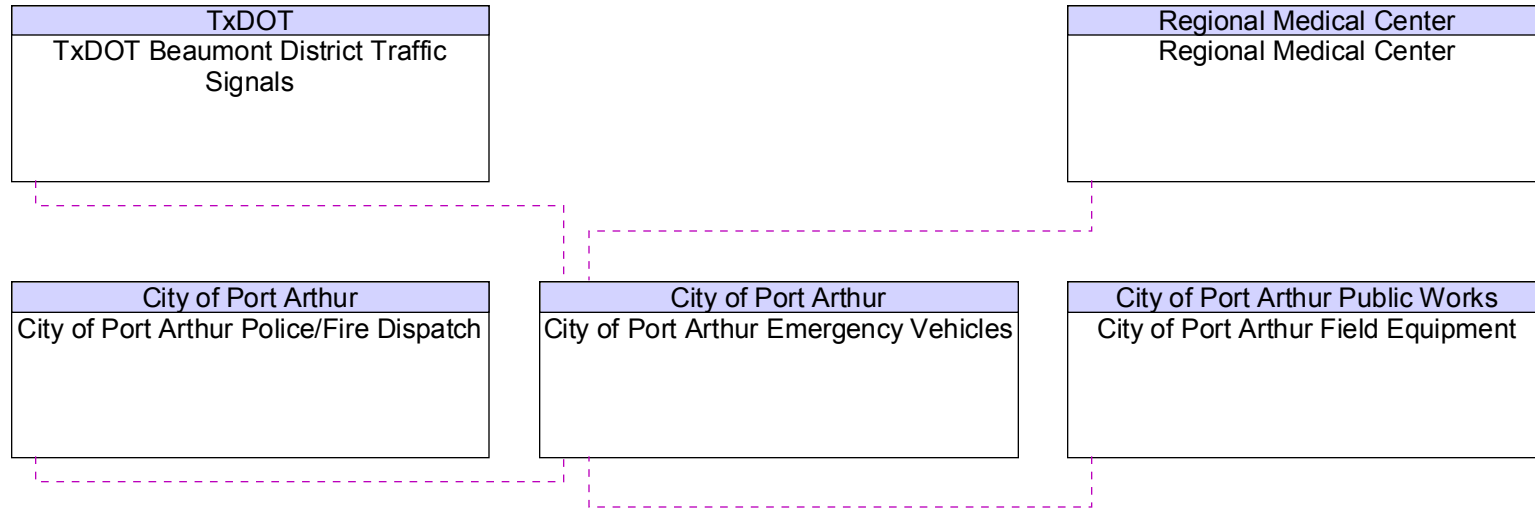 TxDOT
TxDOT Beaumont District Traffic
Signals
Regional Medical Center
Regional Medical Center
City of Port Arthur
City of Port Arthur Police/Fire Dispatch
City of Port Arthur
City of Port Arthur Emergency Vehicles
City of Port Arthur Public Works
City of Port Arthur Field Equipment